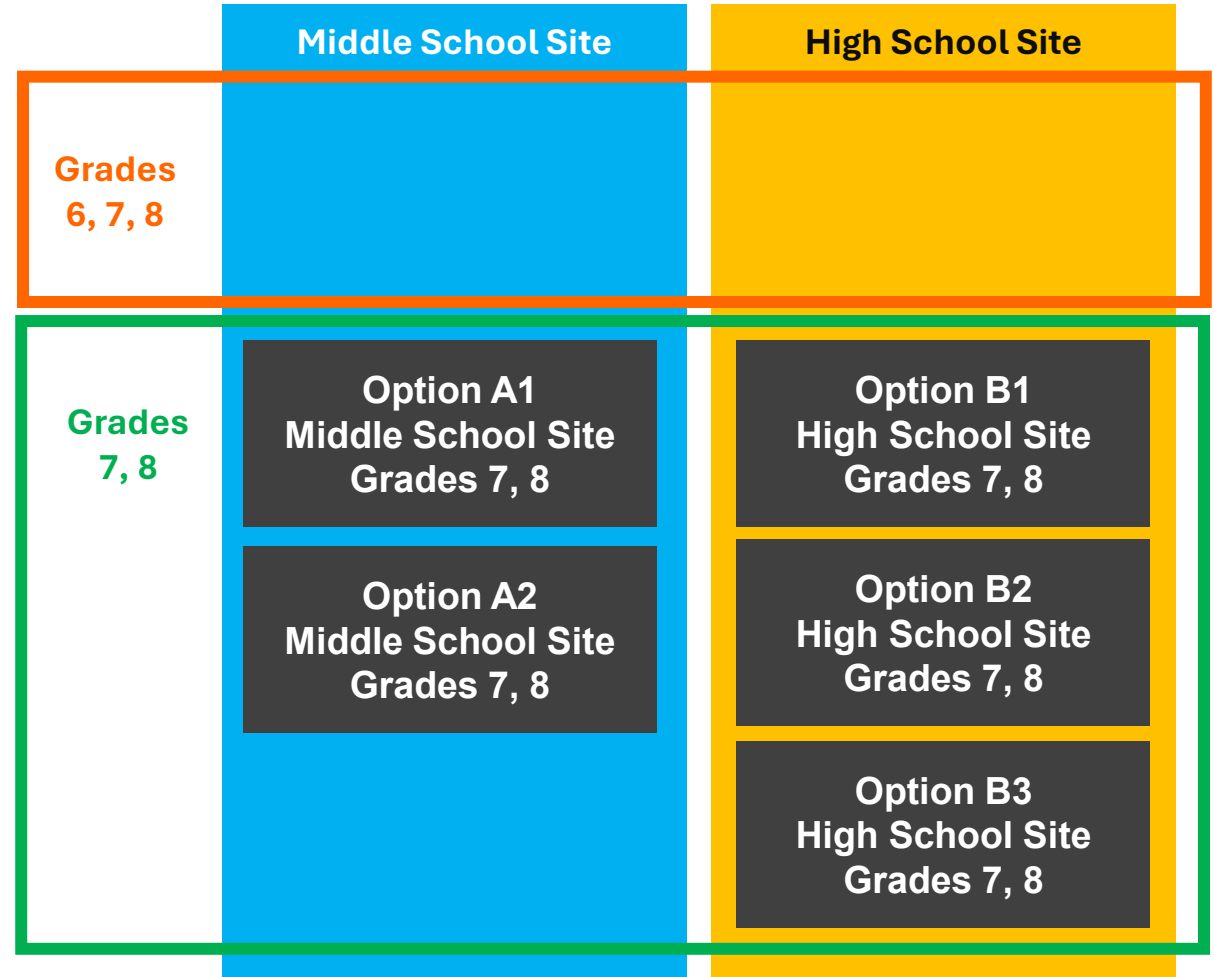 Middle School Site
High School Site
Grades
6, 7, 8
Grades
7, 8
Option A1
Middle School Site
Grades 7, 8
Option B1
High School Site
Grades 7, 8
Option A2
Middle School Site
Grades 7, 8
Option B2
High School Site
Grades 7, 8
Option B3
High School Site
Grades 7, 8